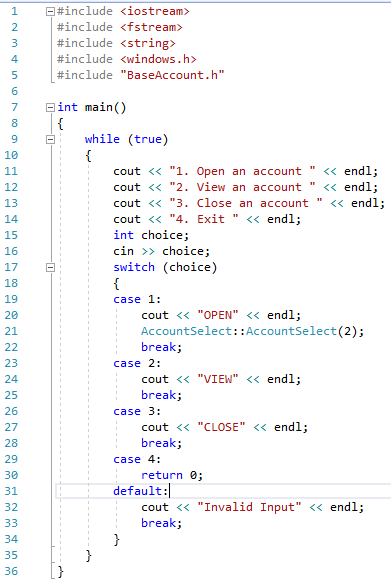 1 #include <iostream>
2 #include <fstream>
3 #include <string>
4 #include <windows.h>
5 #include "BaseAccount.h"
6
7 int main()
8 {
9     while (true)
10     {
11         cout << "1. Open an account " << endl;
12         cout << "2. View an account " << endl;
13         cout << "3. Close an account " << endl;
14         cout << "4. Exit " << endl;
15         int choice;
16         cin >> choice;
17         switch (choice)
18         {
19         case 1:
20             cout << "OPEN" << endl;
21             AccountSelect::AccountSelect(2);
22             break;
23         case 2:
24             cout << "VIEW" << endl;
25             break;
26         case 3:
27             cout << "CLOSE" << endl;
28             break;
29         case 4:
30             return 0;
31         default:
32             cout << "Invalid Input" << endl;
33             break;
34         }
35     }
36 }